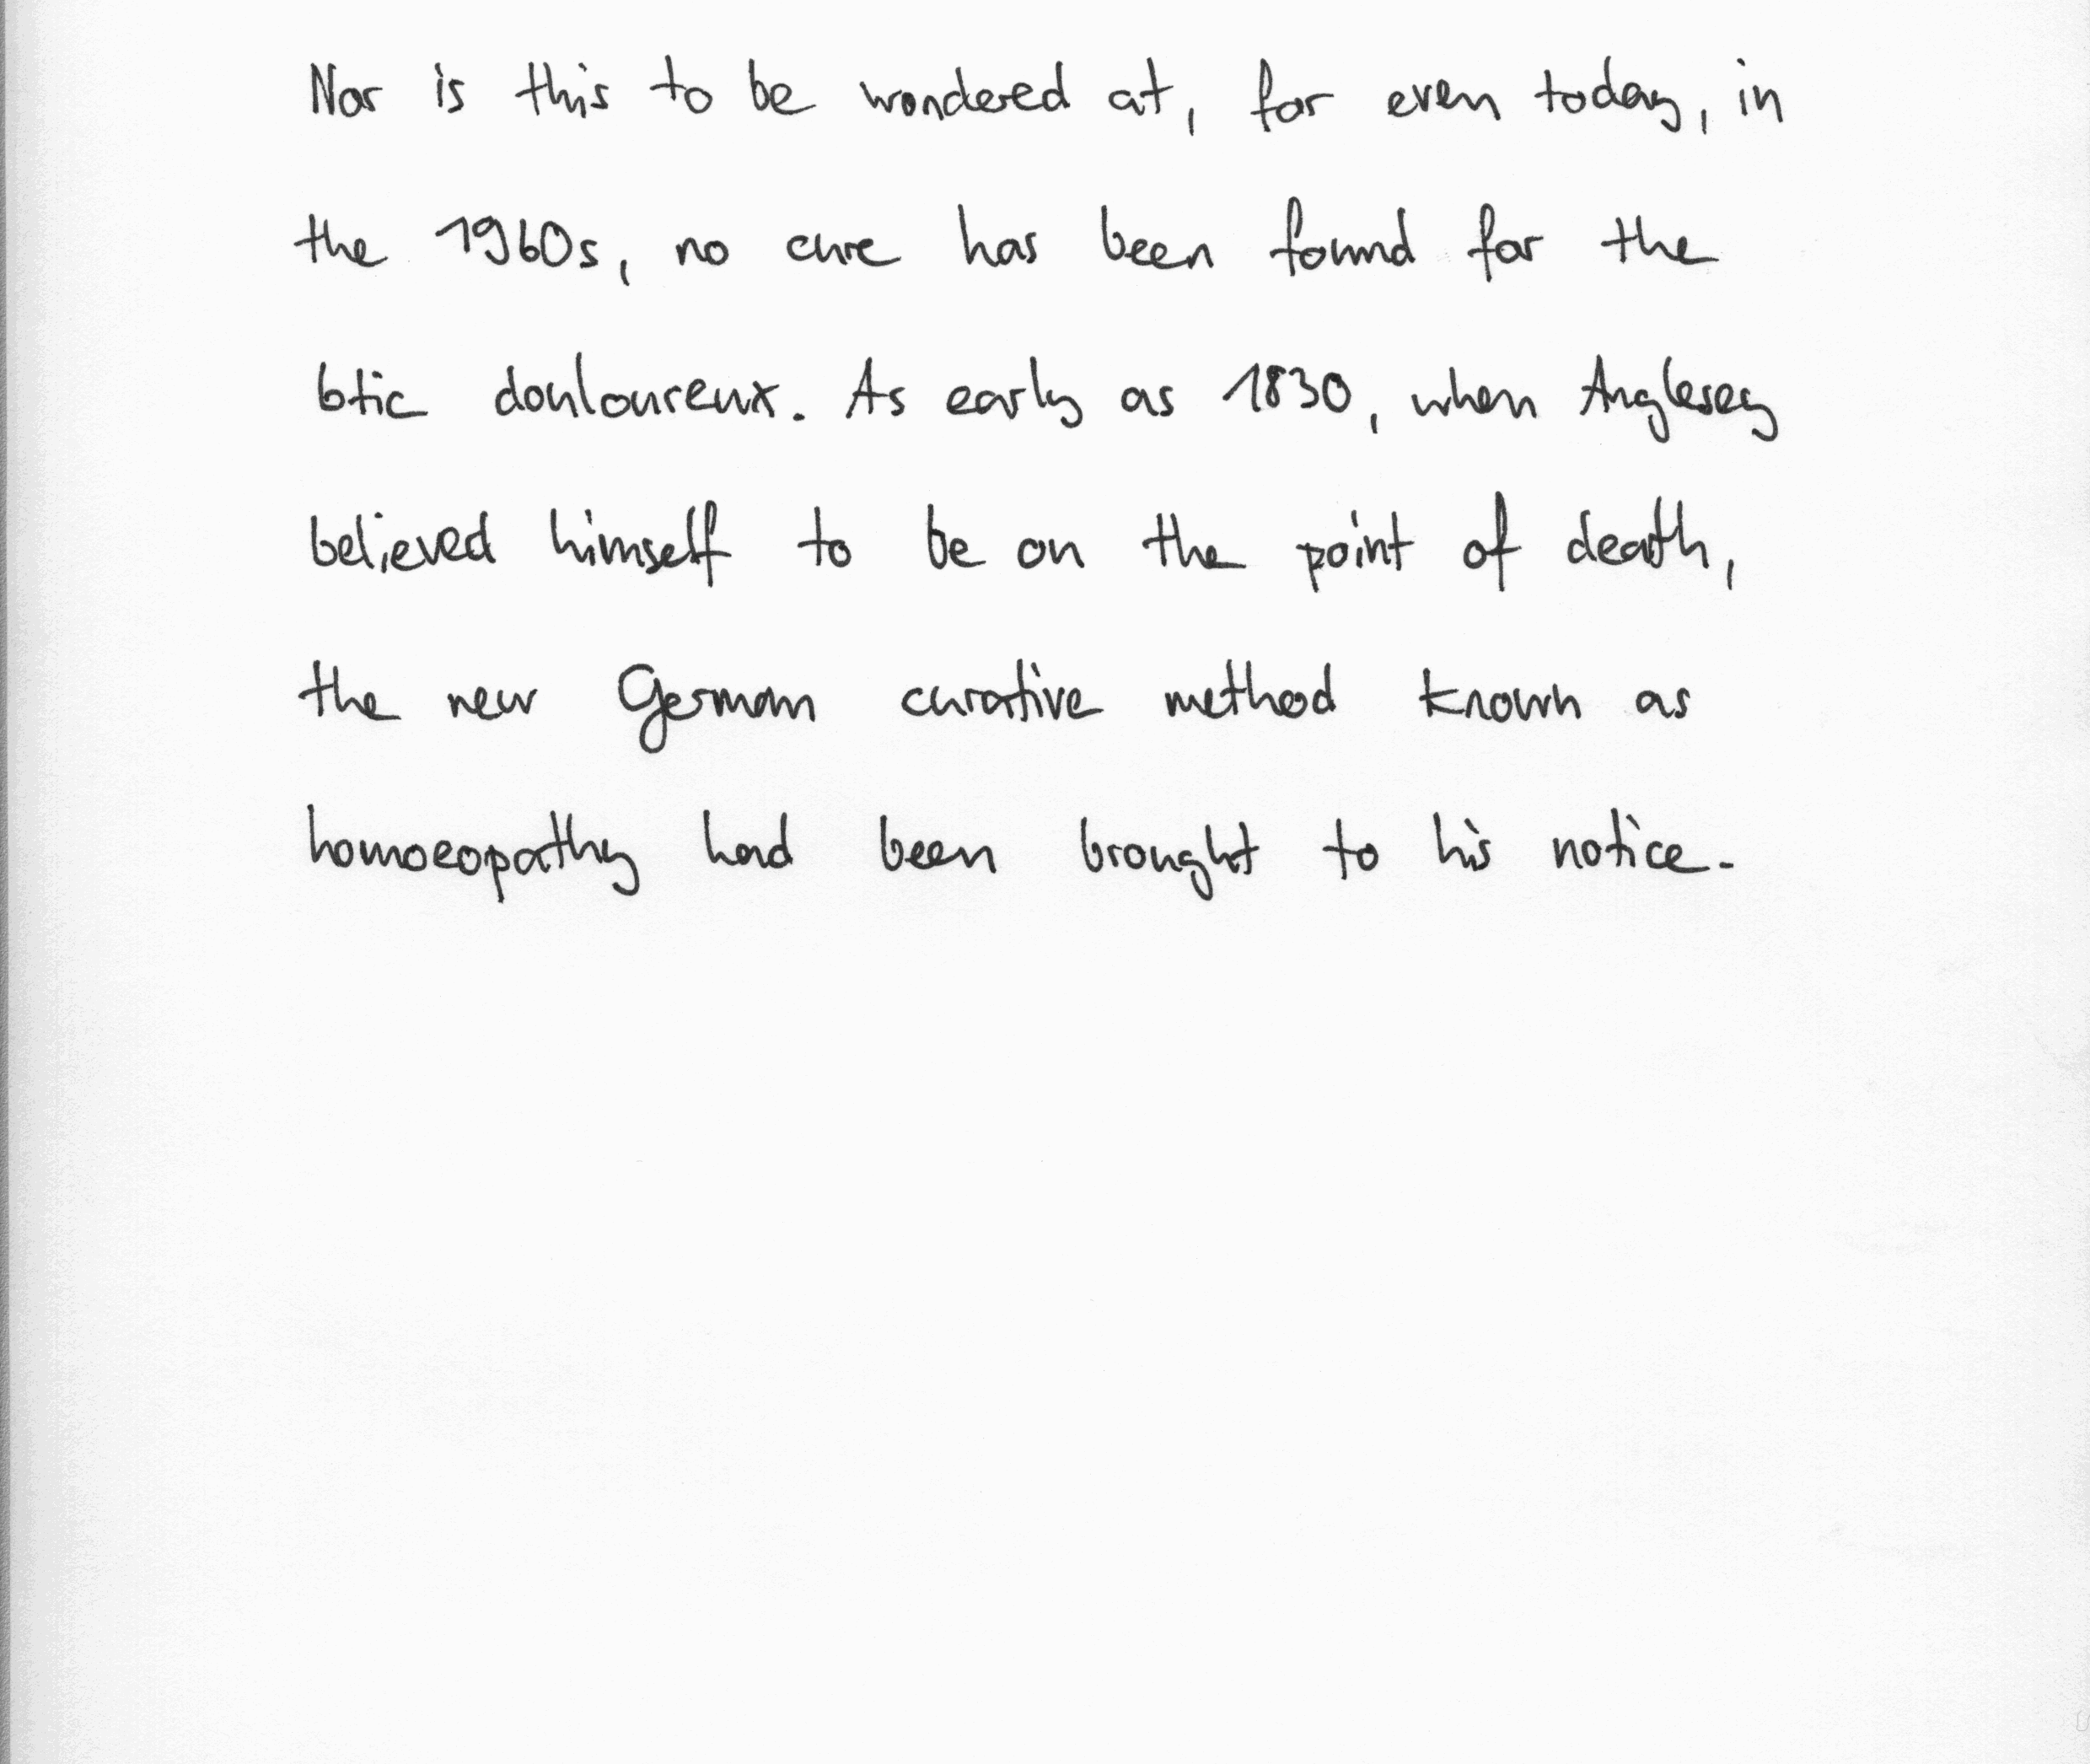 Nor is this to be wondered at, for even today, in
the 1960s, no cure has been found for the
6tic douloureux. As early as 1830, when Anglesey
believed himself to be on the point of death,
the new German curative method known as
homoeopathy had been brought to his notice.